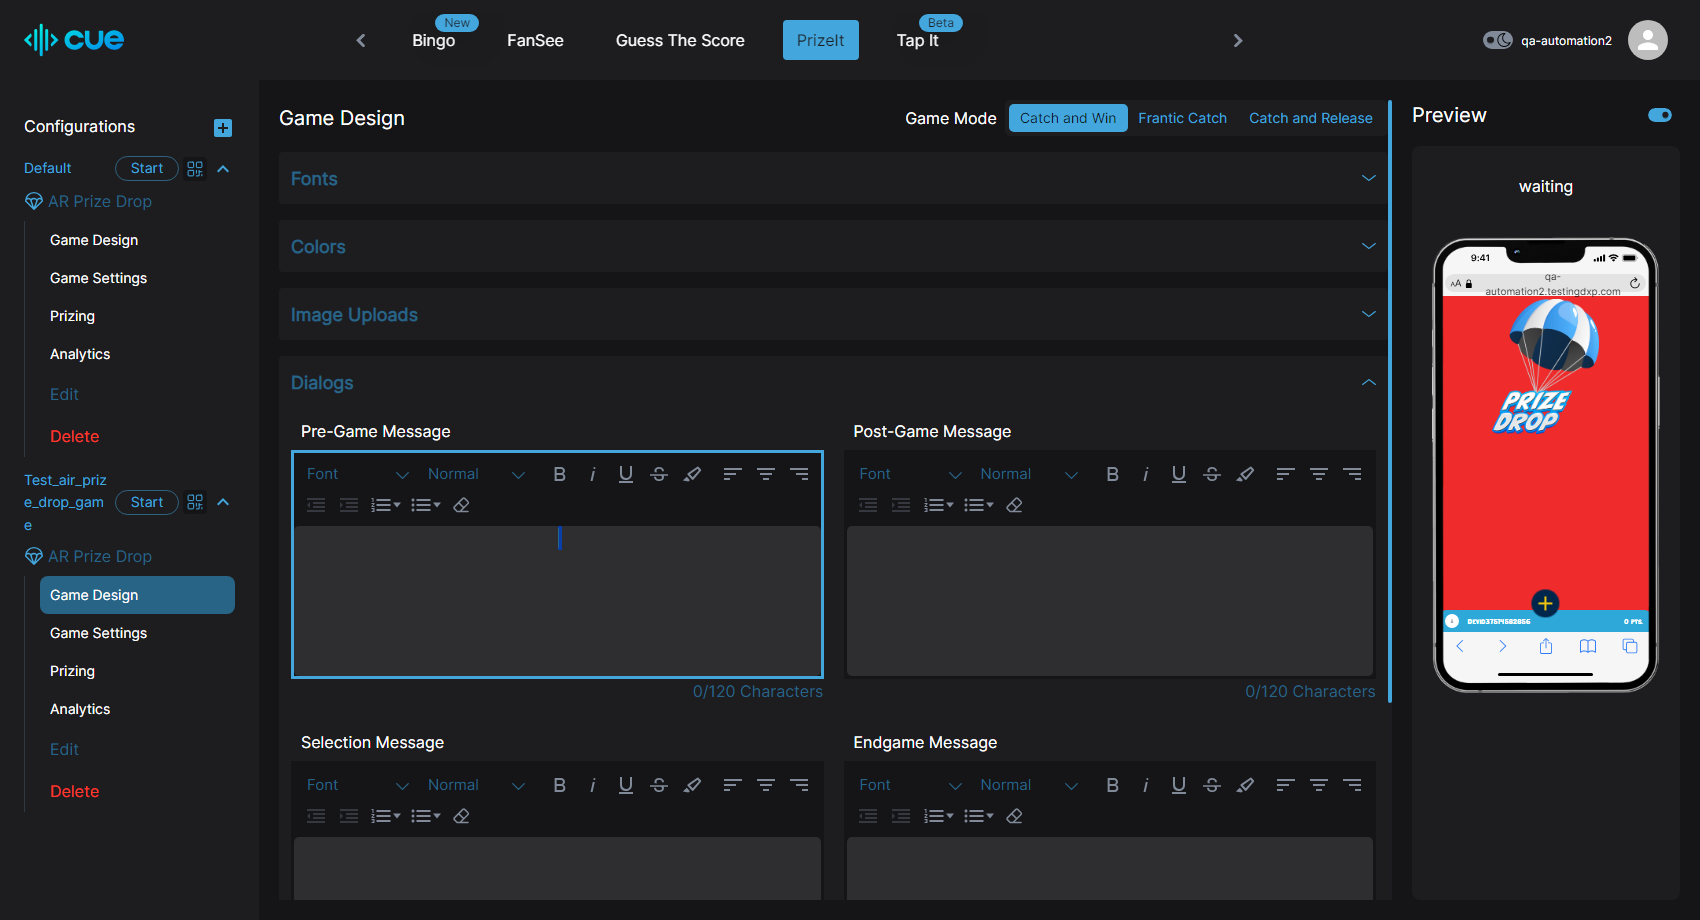 cue
New
Bingo
FanSee
Guess The Score
PrizeIt
Beta
Tap It
qa-automation2
Configurations
Default
Start
AR Prize Drop
Game Design
Game Settings
Prizing
Analytics
Edit
Delete
Test_air_priz
e_drop_gam
e
Start
AR Prize Drop
Game Design
Game Settings
Prizing
Analytics
Edit
Delete
Game Design
Game Mode
Catch and Win
Frantic Catch
Catch and Release
Fonts
Colors
Image Uploads
Dialogs
Pre-Game Message
Font
Normal
B
i
U
S
0/120 Characters
Post-Game Message
Font
Normal
B
i
U
S
0/120 Characters
Selection Message
Font
Normal
B
i
U
S
Endgame Message
Font
Normal
B
i
U
S
Preview
waiting
9:41
AA
qa-
automation2.testingdxp.com
PRIZE
DROP
0 PTS.